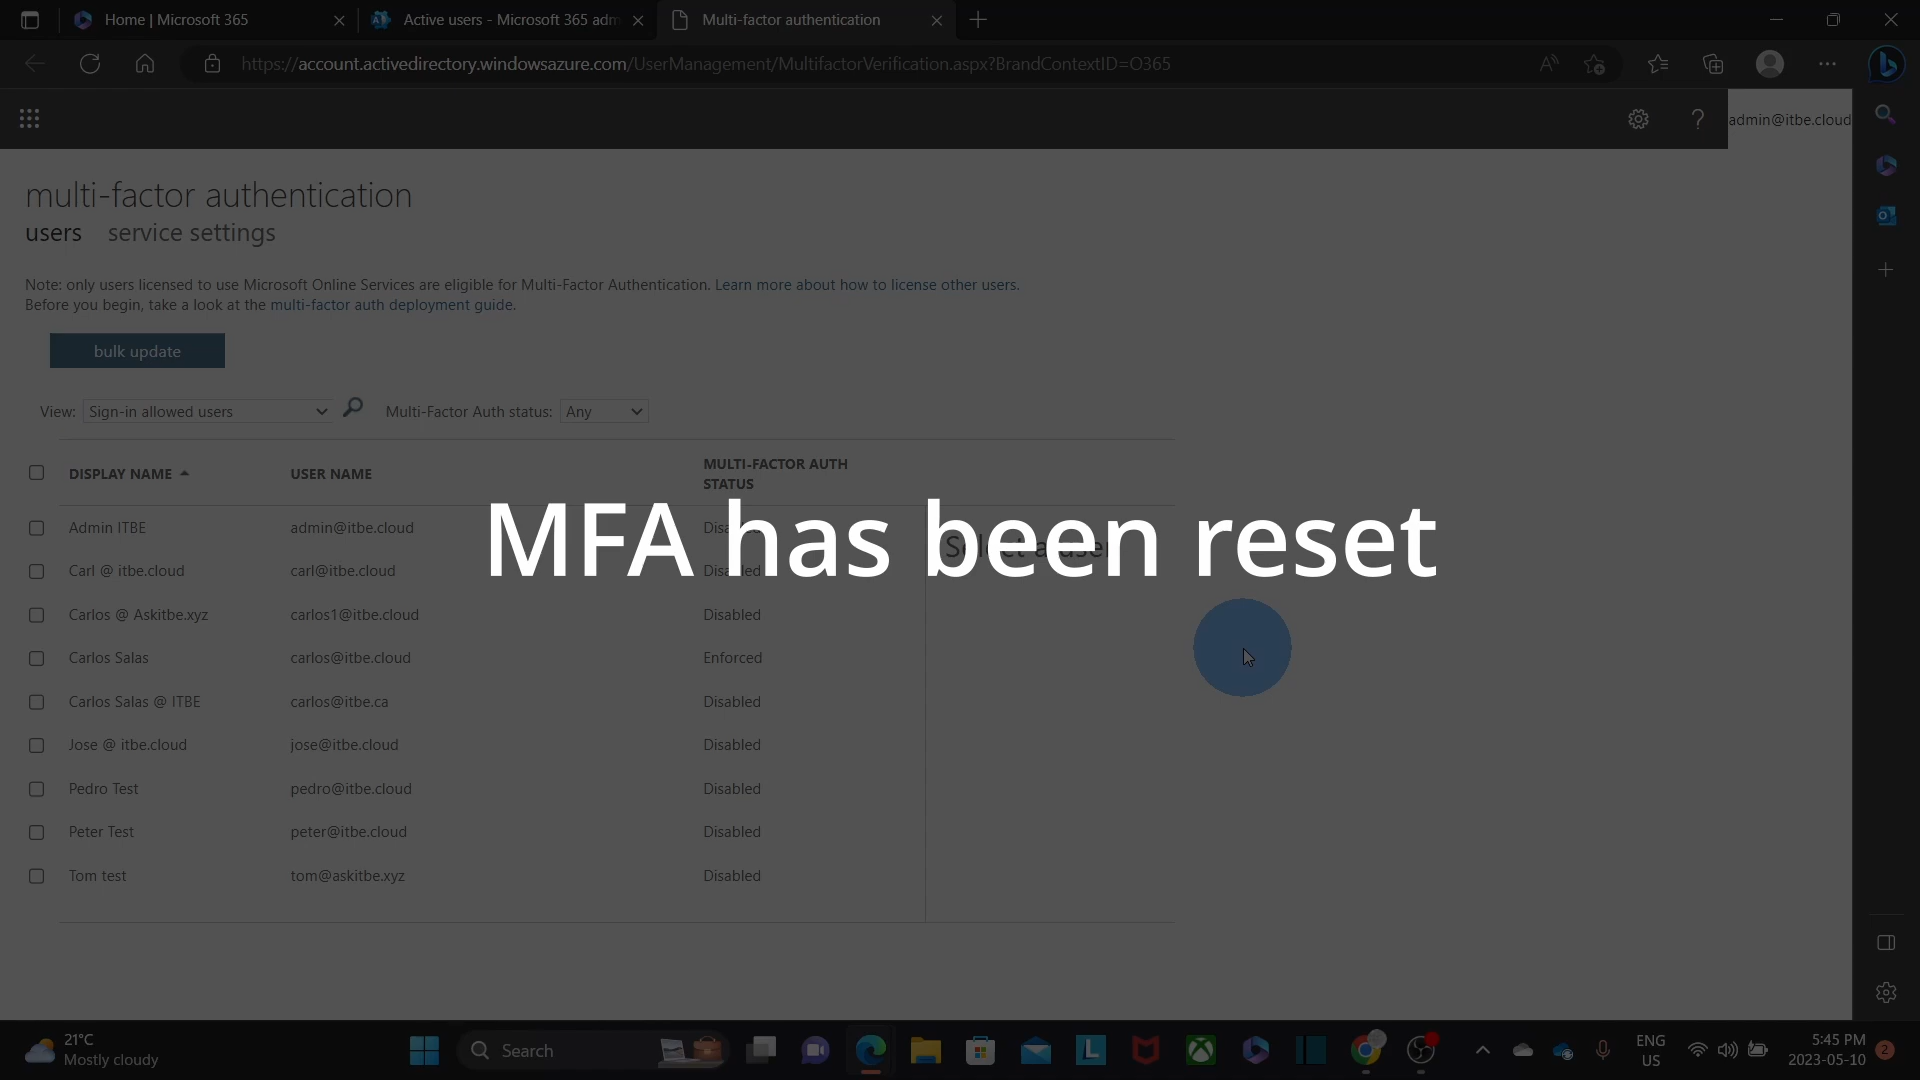 Home | Microsoft 365
Active users - Microsoft 365 adm
Multi-factor authentication
https://account.activedirectory.windowsazure.com/UserManagement/MultifactorVerification.aspx?BrandContextID=O365
admin@itbe.cloud
multi-factor authentication
users service settings
Note: only users licensed to use Microsoft Online Services are eligible for Multi-Factor Authentication. Learn more about how to license other users.
Before you begin, take a look at the multi-factor auth deployment guide.
bulk update
View: Sign-in allowed users Multi-Factor Auth status: Any
DISPLAY NAME USER NAME MULTI-FACTOR AUTH STATUS
MFA has been reset
Select a user
Admin ITBE admin@itbe.cloud
Carl @ itbe.cloud carl@itbe.cloud Disabled
Carlos @ Askitbe.xyz carlos1@itbe.cloud Disabled
Carlos Salas carlos@itbe.cloud Enforced
Carlos Salas @ ITBE carlos@itbe.ca Disabled
Jose @ itbe.cloud jose@itbe.cloud Disabled
Pedro Test pedro@itbe.cloud Disabled
Peter Test peter@itbe.cloud Disabled
Tom test tom@askitbe.xyz Disabled
21°C
Mostly cloudy
Search
ENG
US
5:45 PM
2023-05-10
2